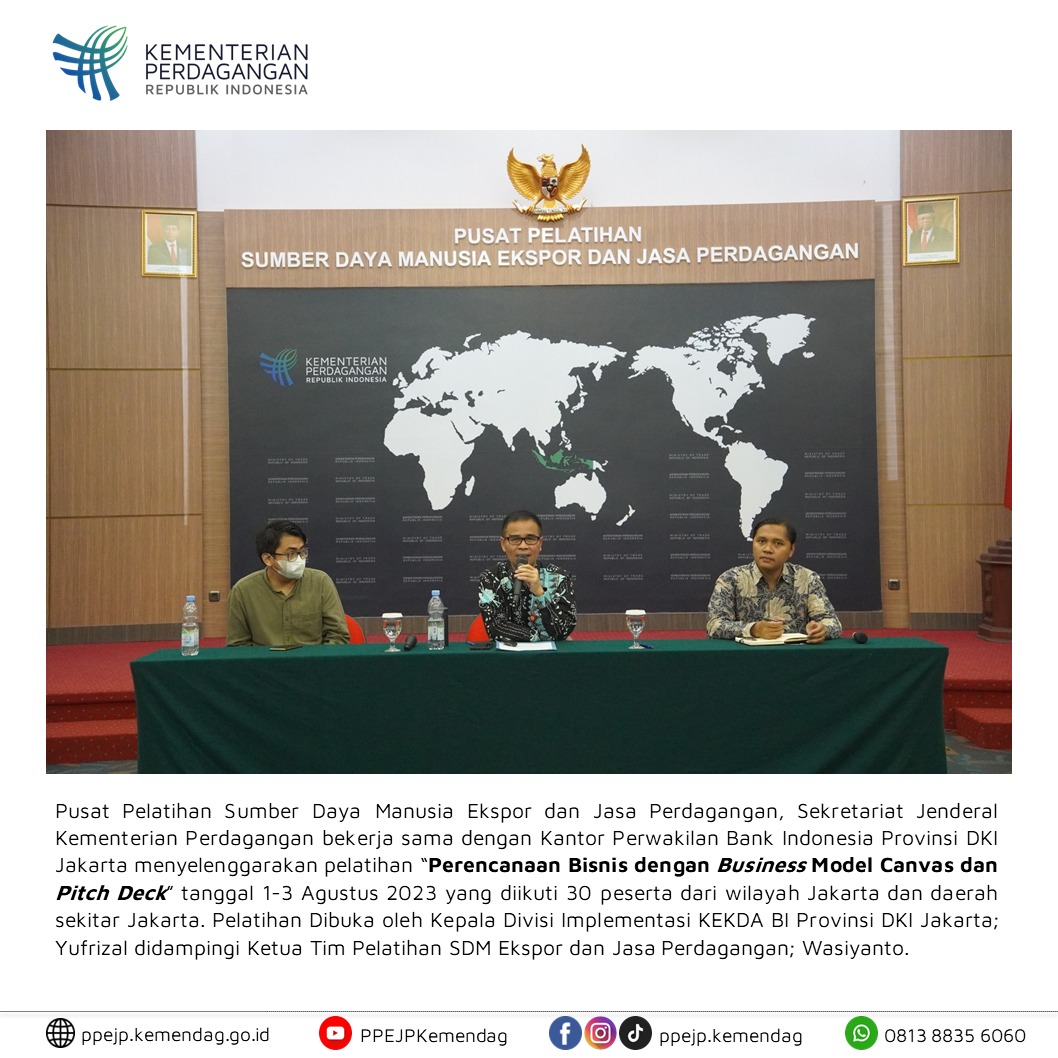 KEMENTERIAN
PERDAGANGAN
REPUBLIK INDONESIA
PUSAT PELATIHAN
SUMBER DAYA MANUSIA EKSPOR DAN JASA PERDAGANGAN
KEMENTERIAN
PERDAGANGAN
REPUBLIK INDONESIA
Pusat Pelatihan Sumber Daya Manusia Ekspor dan Jasa Perdagangan, Sekretariat Jenderal
Kementerian Perdagangan bekerja sama dengan Kantor Perwakilan Bank Indonesia Provinsi DKI
Jakarta menyelenggarakan pelatihan “Perencanaan Bisnis dengan Business Model Canvas dan
Pitch Deck” tanggal 1-3 Agustus 2023 yang diikuti 30 peserta dari wilayah Jakarta dan daerah
sekitar Jakarta. Pelatihan Dibuka oleh Kepala Divisi Implementasi KEKDA BI Provinsi DKI Jakarta;
Yufrizal didampingi Ketua Tim Pelatihan SDM Ekspor dan Jasa Perdagangan; Wasiyanto.
ppejp.kemendag.go.id
PPEJPKemendag
ppejp.kemendag
0813 8835 6060